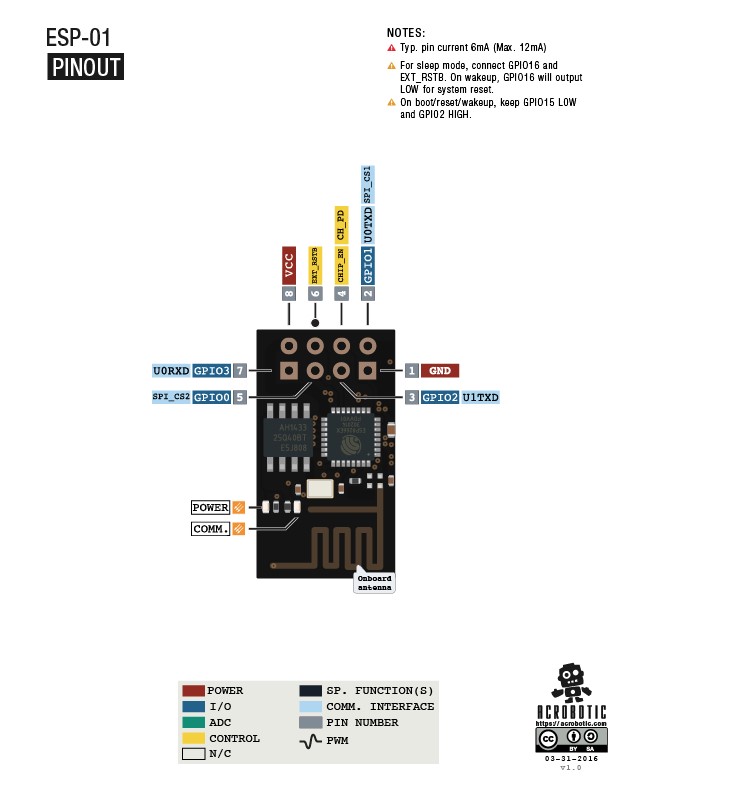 ESP-01
PINOUT
NOTES:
Typ. pin current 6mA (Max. 12mA)
For sleep mode, connect GPIO16 and
EXT_RSTB. On wakeup, GPIO16 will output
LOW for system reset.
On boot/reset/wakeup, keep GPIO15 LOW
and GPIO2 HIGH.
8 VCC
6 EXT_RSTB
4 CHIP_EN CH_PD
2 GPIO1 U0TXD SPI_CS1
U0RXD GPIO3 7
1 GND
SPI_CS2 GPIO0 5
3 GPIO2 U1TXD
AH1433
25Q40BT
POWER
COMM.
Onboard
antenna
POWER
I/O
ADC
CONTROL
N/C
SP. FUNCTION(S)
COMM. INTERFACE
PIN NUMBER
PWM
ACROBOTIC
https://acrobotic.com
CC
BY SA
03-31-2016
v1.0